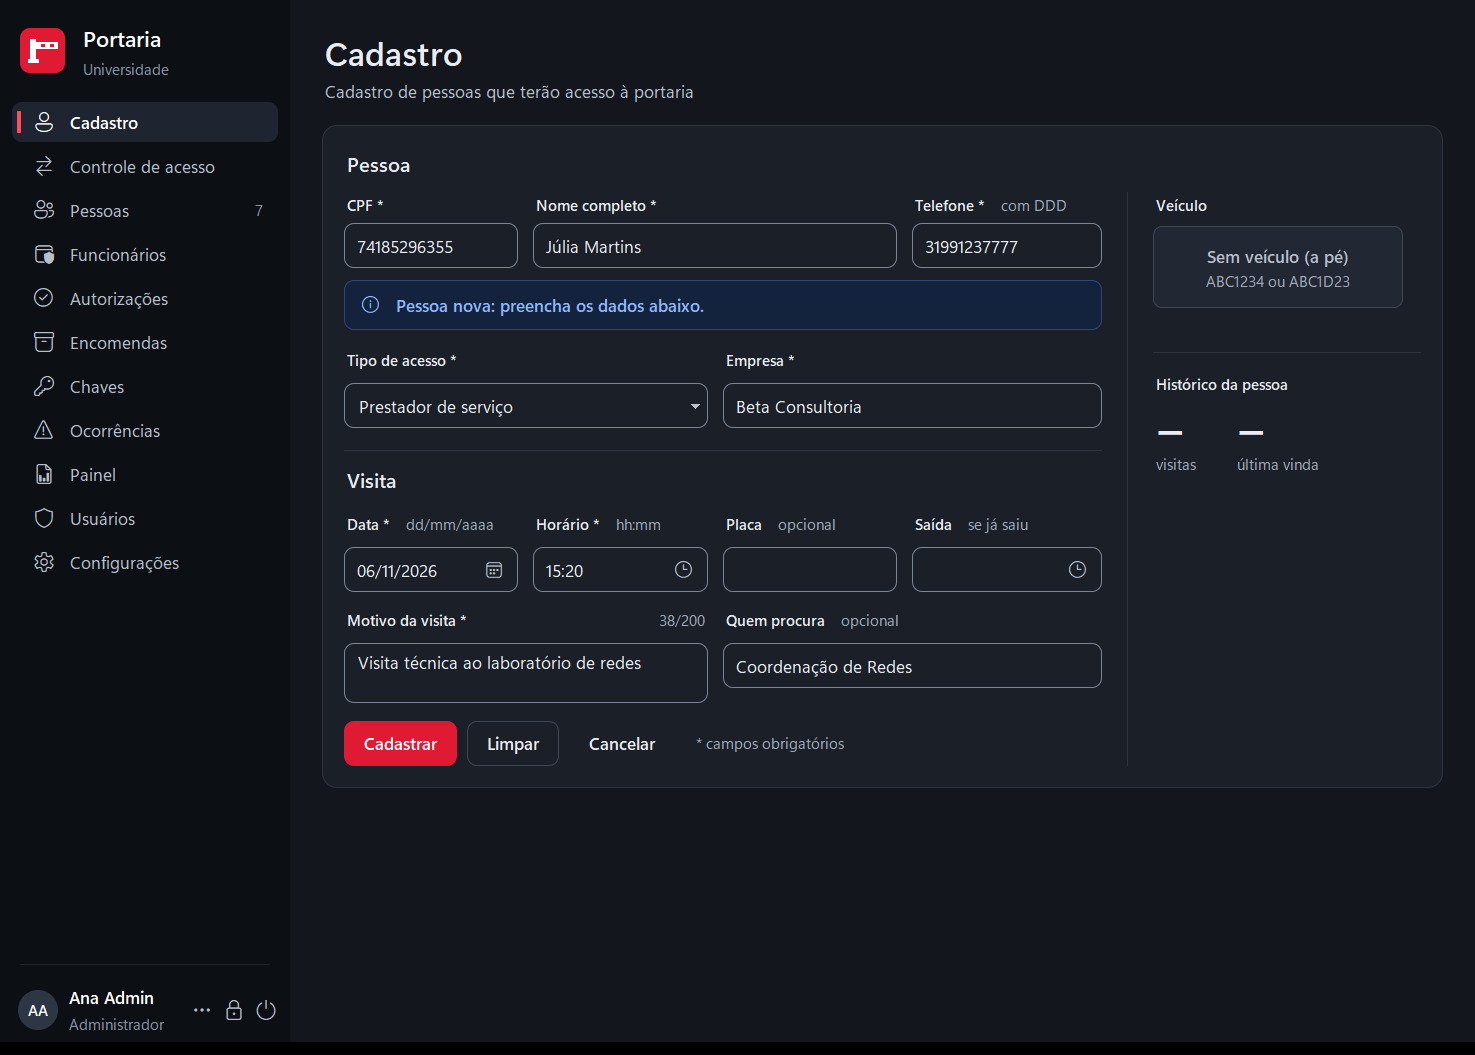 Portaria
Universidade
Cadastro
Controle de acesso
Pessoas 7
Funcionários
Autorizações
Encomendas
Chaves
Ocorrências
Painel
Usuários
Configurações
AA
Ana Admin
Administrador
Cadastro
Cadastro de pessoas que terão acesso à portaria
Pessoa
CPF * Nome completo * Telefone * com DDD
74185296355 Júlia Martins 31991237777
Pessoa nova: preencha os dados abaixo.
Tipo de acesso * Empresa *
Prestador de serviço Beta Consultoria
Visita
Data * dd/mm/aaaa Horário * hh:mm Placa opcional Saída se já saiu
06/11/2026 15:20
Motivo da visita * 38/200 Quem procura opcional
Visita técnica ao laboratório de redes Coordenação de Redes
Cadastrar Limpar Cancelar * campos obrigatórios
Veículo
Sem veículo (a pé)
ABC1234 ou ABC1D23
Histórico da pessoa
— —
visitas última vinda